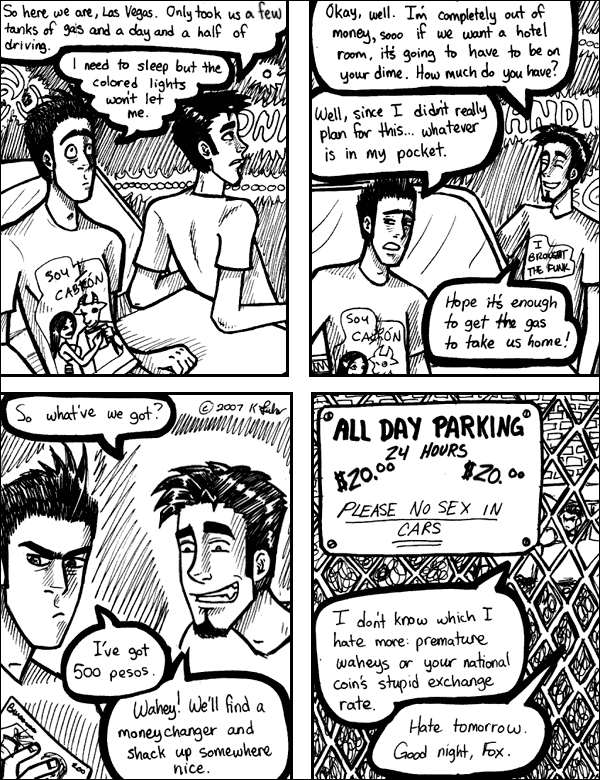 So here we are, Las Vegas. Only took us a few
tanks of gas and a day and a half of
driving.
I need to sleep but the
colored lights
won't let
me.
SOY
CABRÓN
Okay, well. I'm completely out of
money, sooo if we want a hotel
room, it's going to have to be on
your dime. How much do you have?
ANDI
Well, since I didn't really
plan for this... whatever
is in my pocket.
I
BROUGHT
THE FUNK
SOY
CABRÓN
Hope it's enough
to get the gas
to take us home!
So what've we got?
© 2007 K
I've got
500 pesos.
Wahey! We'll find a
moneychanger and
shack up somewhere
nice.
200
ALL DAY PARKING
24 HOURS
$20.00 $20.00
PLEASE NO SEX IN
CARS
I don't know which I
hate more: premature
waheys or your national
coin's stupid exchange
rate.
Hate tomorrow.
Good night, Fox.